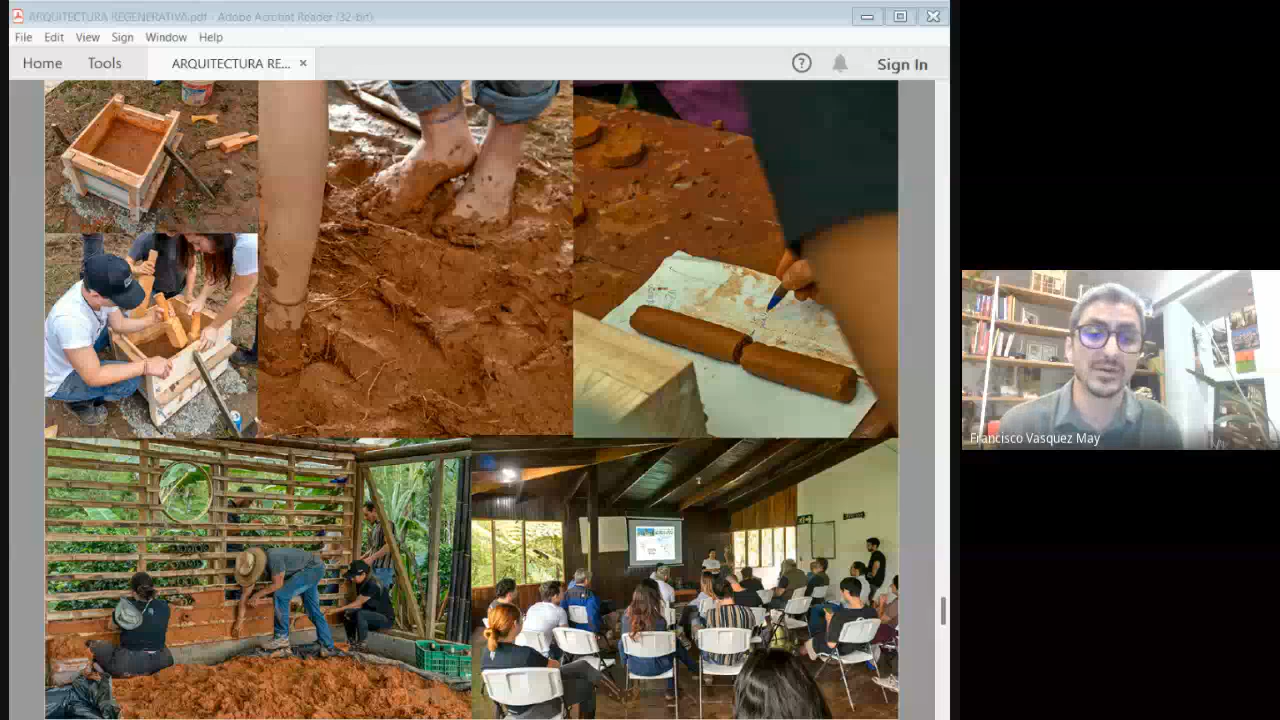 ARQUITECTURA REGENERATIVA.pdf - Adobe Acrobat Reader (32-bit)
File Edit View Sign Window Help
Home Tools ARQUITECTURA RE... × ? Sign In
Francisco Vasquez May